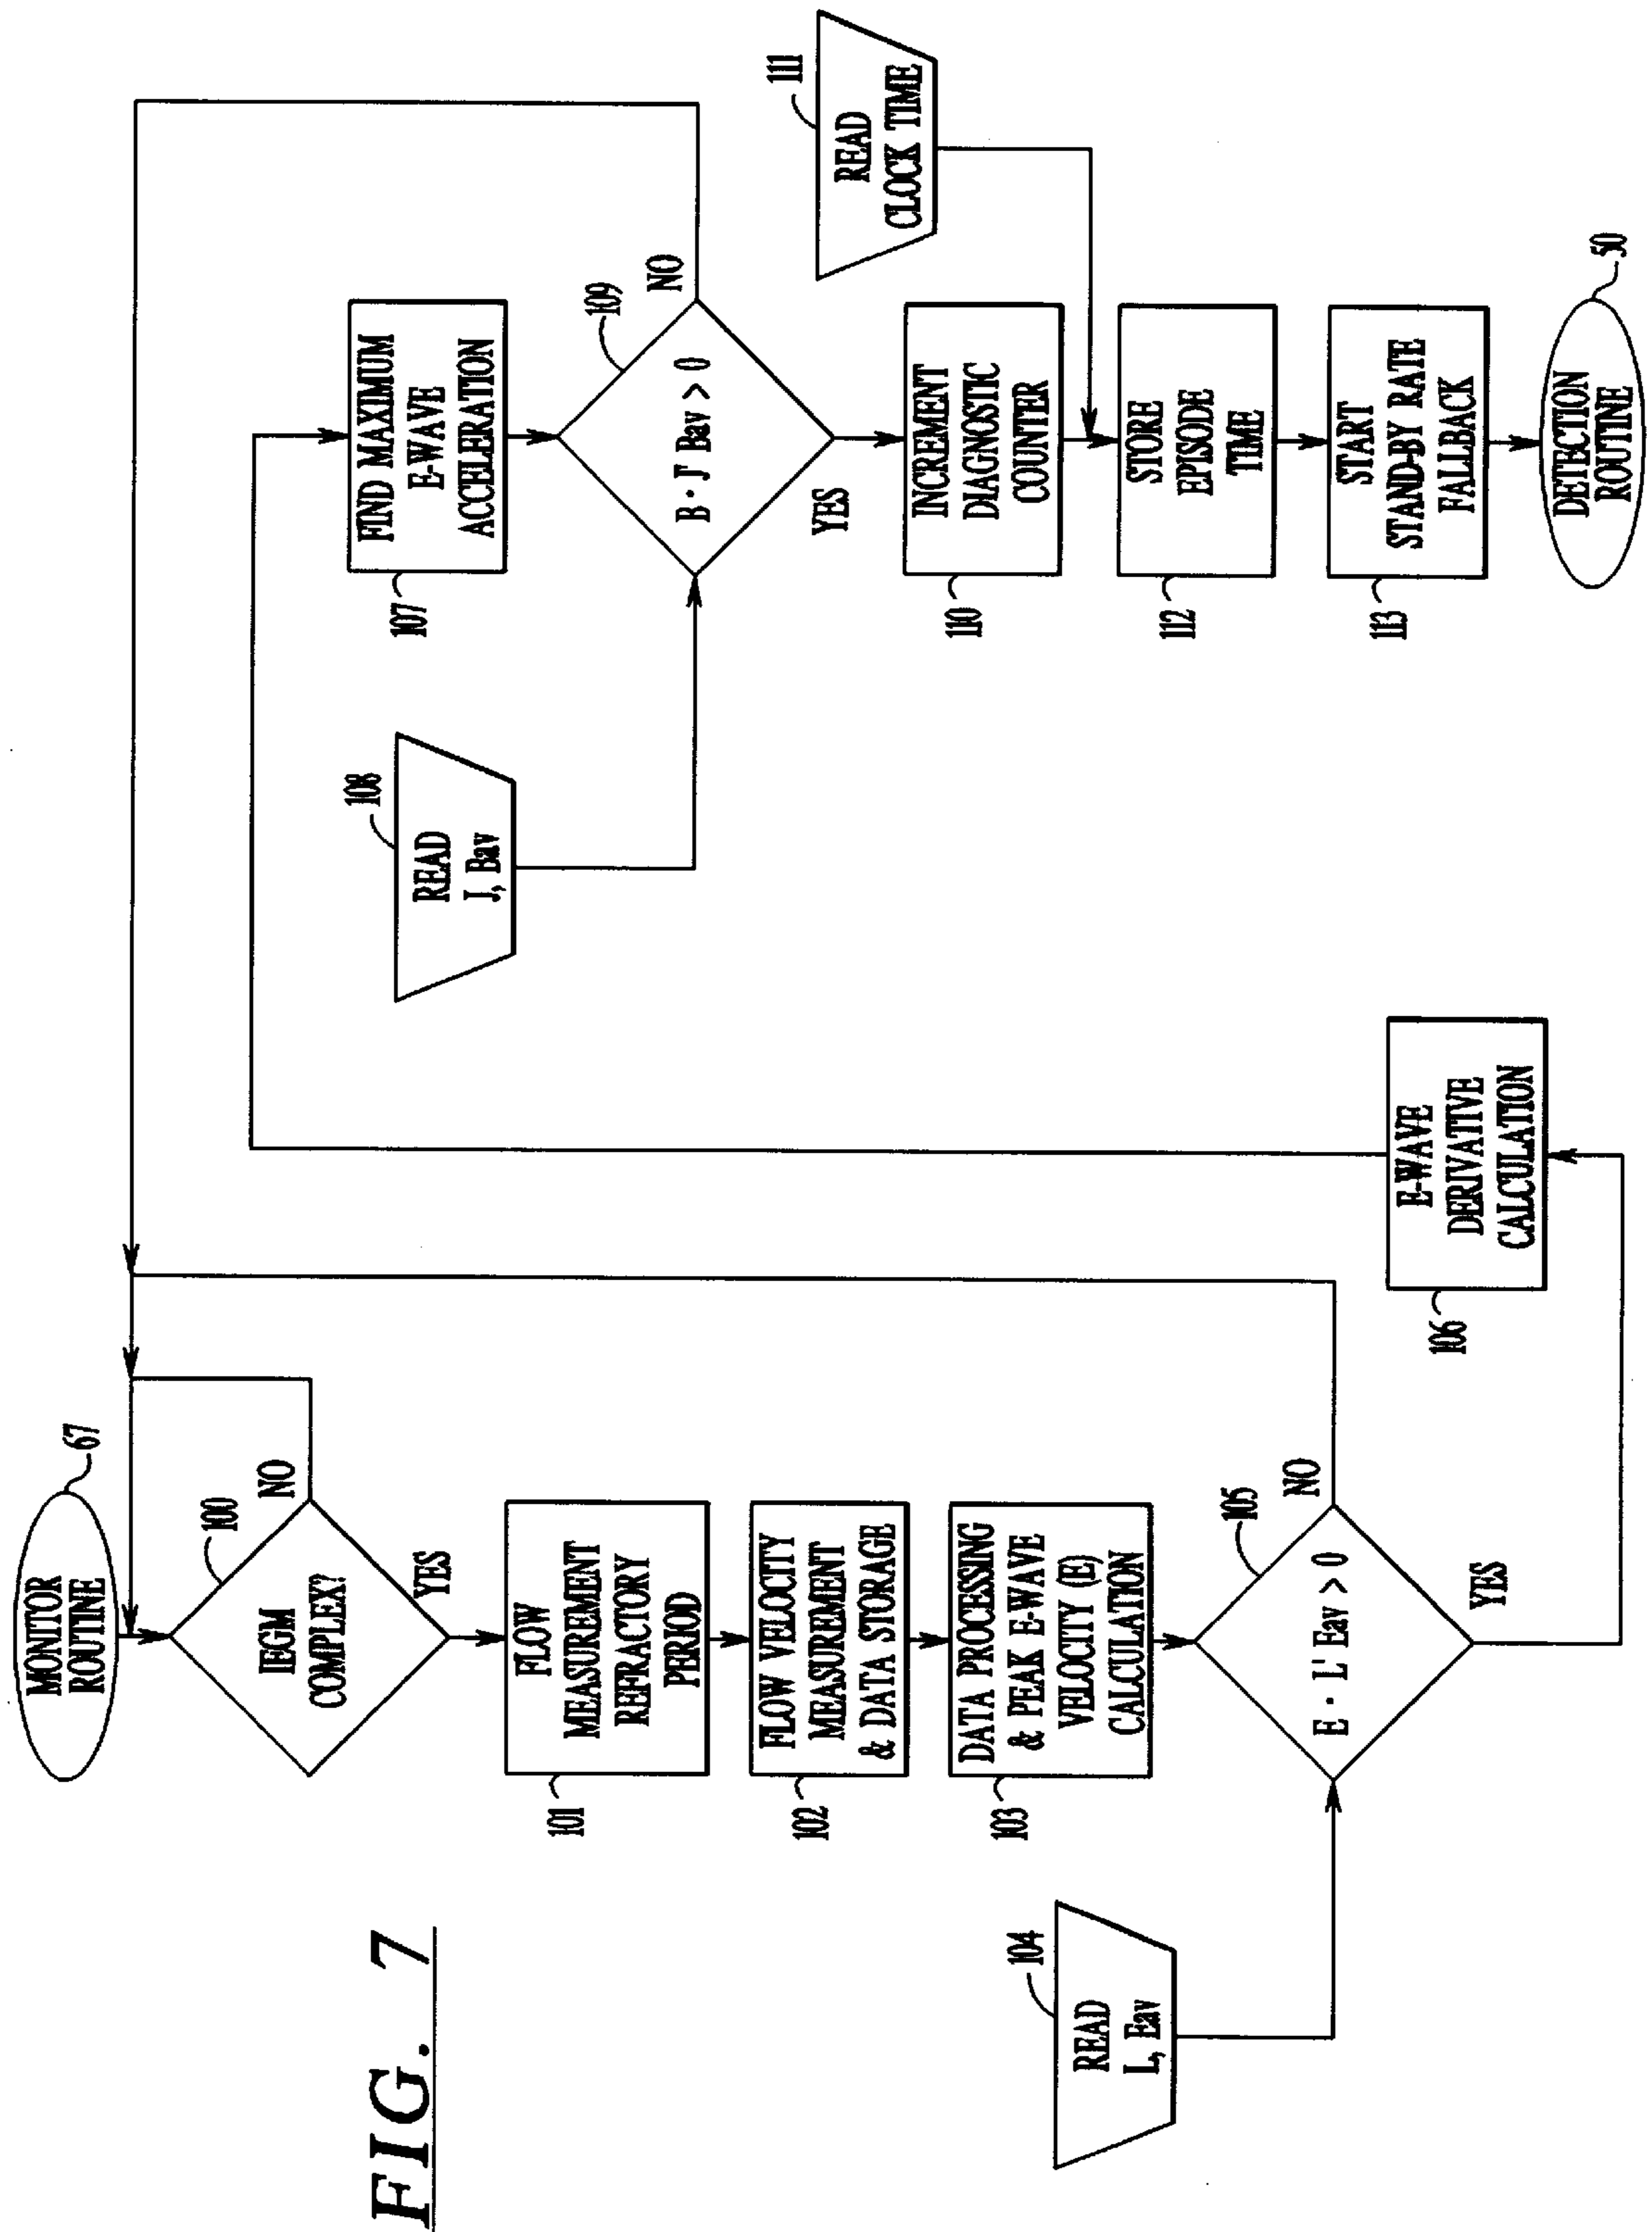 FIG. 7
MONITOR
ROUTINE
67
IEGM
COMPLEX?
100
NO
YES
FLOW
MEASUREMENT
REFRACTORY
PERIOD
101
FLOW VELOCITY
MEASUREMENT
& DATA STORAGE
102
DATA PROCESSING
& PEAK E-WAVE
VELOCITY (E)
CALCULATION
103
READ
L, Eav
104
E · L' Eav > 0
105
NO
YES
E-WAVE
DERIVATIVE
CALCULATION
106
FIND MAXIMUM
E-WAVE
ACCELERATION
107
READ
J, Bav
108
B · J' Bav > 0
109
NO
YES
INCREMENT
DIAGNOSTIC
COUNTER
110
READ
CLOCK TIME
111
STORE
EPISODE
TIME
112
START
STAND-BY RATE
FALLBACK
113
DETECTION
ROUTINE
50